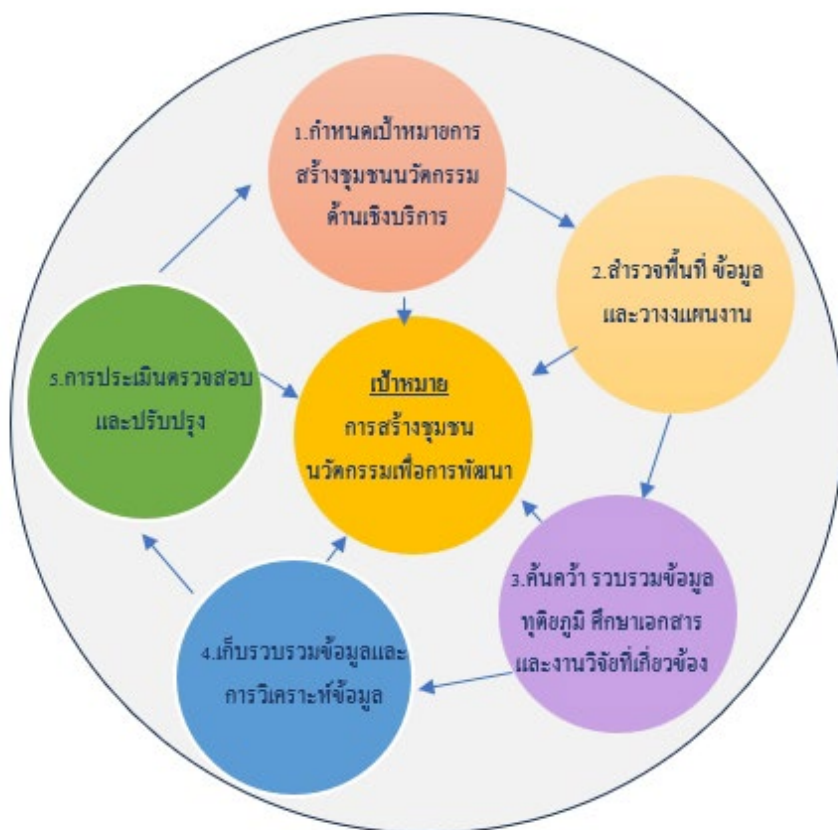 1.กำหนดเป้าหมายการ
สร้างชุมชนนวัตกรรม
ด้านเชิงบริการ
2.สำรวจพื้นที่ ข้อมูล
และวางงแผนงาน
3.ค้นคว้า รวบรวมข้อมูล
ทุติยภูมิ ศึกษาเอกสาร
และงานวิจัยที่เกี่ยวข้อง
4.เก็บรวบรวมข้อมูลและ
การวิเคราะห์ข้อมูล
5.การประเมินตรวจสอบ
และปรับปรุง
เป้าหมาย
การสร้างชุมชน
นวัตกรรมเพื่อการพัฒนา